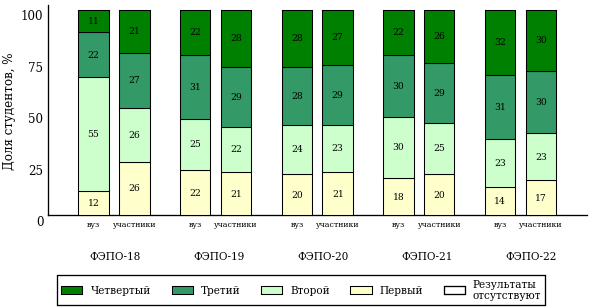 Доля студентов, %
100
75
50
25
0
11 21 22 28 28 27 22 26 32 30
22 27 31 29 28 29 30 29 31 30
55 26 25 22 24 23 30 25 23 23
12 26 22 21 20 21 18 20 14 17
вуз участники вуз участники вуз участники вуз участники вуз участники
ФЭПО-18 ФЭПО-19 ФЭПО-20 ФЭПО-21 ФЭПО-22
Четвертый Третий Второй Первый Результаты
отсутствуют